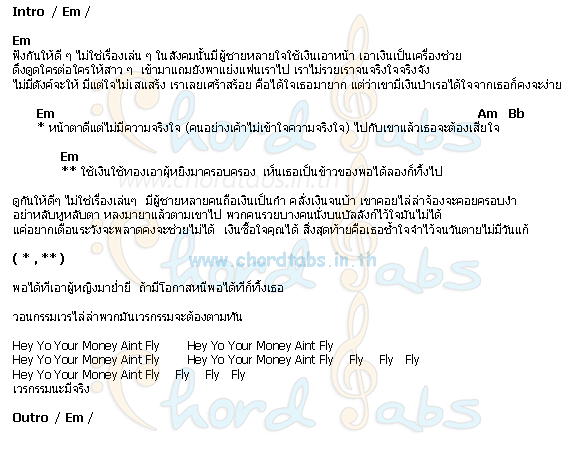 Intro / Em /
Em
ฟังกันให้ดี ๆ ไม่ใช่เรื่องเล่น ๆ ในสังคมนั้นมีผู้ชายหลายใจใช้เงินเอาหน้า เอาเงินเป็นเครื่องช่วย
ดึงดูดใครต่อใครให้สาว ๆ เข้ามาแถมยังพาแย่งแฟนเราไป เราไม่รวยเราจนจริงใจจริงจัง
ไม่มีตังค์จะให้ มีแต่ใจไม่เสแสร้ง เราเลยเศร้าสร้อย คือได้ใจเธอมายาก แต่ว่าเขามีเงินปาเรอได้ใจจากเธอก็คงจะง่าย
Em Am Bb
* หน้าตาดีแต่ไม่มีความจริงใจ (คนอย่างเค้าไม่เข้าใจความจริงใจ) ไปกับเขาแล้วเธอจะต้องเสียใจ
Em
** ใช้เงินใช้ทองเอาผู้หยิงมาครอบครอง เห็นเธอเป็นข้าวของพอได้ลองก็ทิ้งไป
www.chordtabs.in.th
ดูกันให้ดีๆ ไม่ใช่เรื่องเล่นๆ มีผู้ชายหลายคนถือเงินเป็นกำ คลั่งเงินจนบ้า เขาคอยไล่ล่าจ้องจะคอยครอบงำ
อย่าหลับหูหลับตา หลงมายาแล้วตามเขาไป พวกคนรวยบางคนนั่งบนบัลลังก์ไว้ใจมันไม่ได้
แค่อยากเตือนระวังจะพลาดคงจะช่วยไม่ได้ เงินซื้อใจคุณได้ สิ่งสุดท้ายคือเธอช้ำใจ จำไว้จนวันตายไม่มีวันแก้
( * , ** )
www.chordtabs.in.th
พอได้ที่เอาผู้หญิงมาย่ำยี ถ้ามีโอกาสหนีพอได้ทีก็ทิ้งเธอ
วอนกรรมเวรไล่ล่าพวกมันเวรกรรมจะต้องตามทัน
Hey Yo Your Money Aint Fly Hey Yo Your Money Aint Fly
Hey Yo Your Money Aint Fly Hey Yo Your Money Aint Fly Fly Fly Fly
Hey Yo Your Money Aint Fly Fly Fly Fly
เวรกรรมนะมีจริง
Outro / Em /